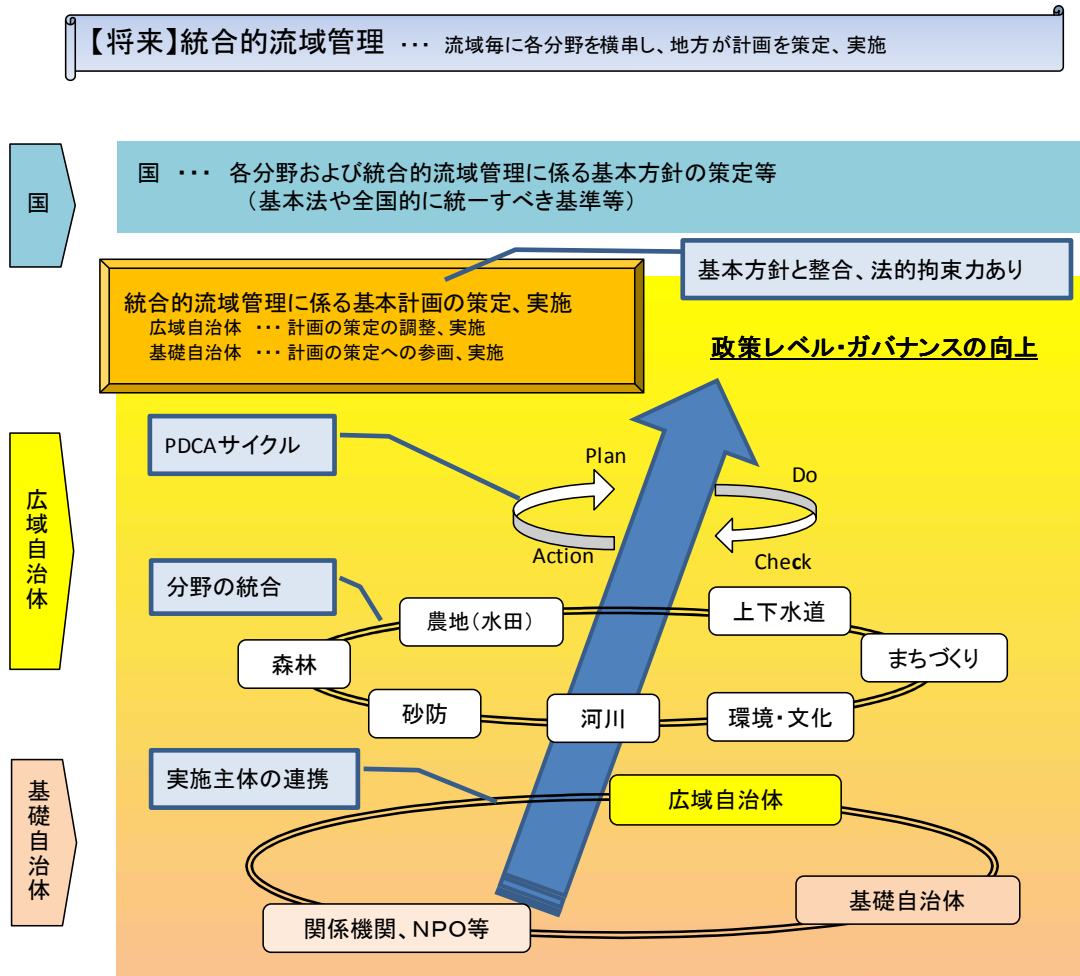 【将来】統合的流域管理 ・・・ 流域毎に各分野を横串し、地方が計画を策定、実施
国
国 ・・・ 各分野および統合的流域管理に係る基本方針の策定等
（基本法や全国的に統一すべき基準等）
基本方針と整合、法的拘束力あり
統合的流域管理に係る基本計画の策定、実施
広域自治体 ・・・計画の策定の調整、実施
基礎自治体 ・・・計画の策定への参画、実施
政策レベル・ガバナンスの向上
広域自治体
PDCAサイクル
Plan
Do
Action
Check
分野の統合
農地（水田）
上下水道
森林
まちづくり
砂防
河川
環境・文化
基礎自治体
実施主体の連携
広域自治体
基礎自治体
関係機関、ＮＰＯ等